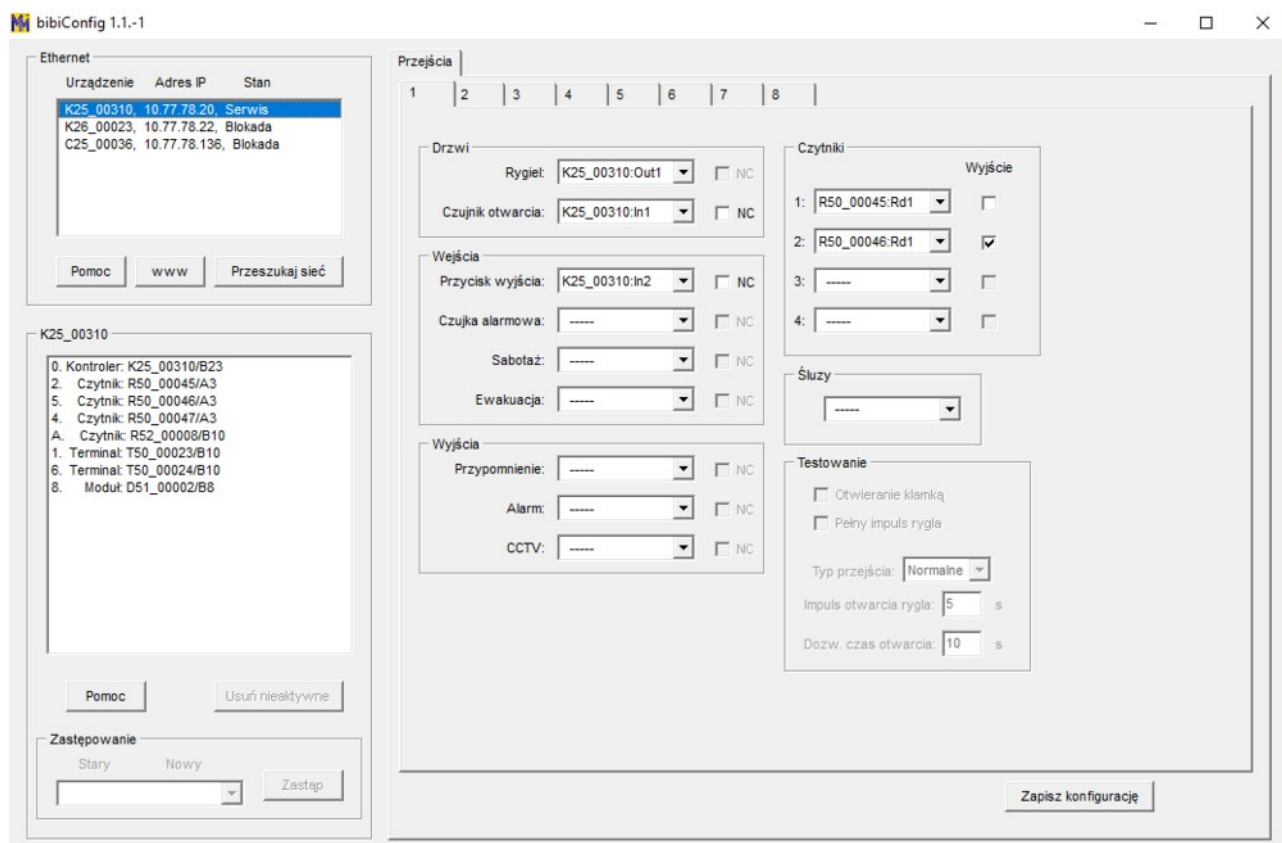 bibiConfig 1.1.-1
Ethernet
Urządzenie Adres IP Stan
K25_00310, 10.77.78.20, Serwis
K26_00023, 10.77.78.22, Blokada
C25_00036, 10.77.78.136, Blokada
Pomoc www Przeszukaj sieć
K25_00310
0. Kontroler: K25_00310/B23
2. Czytnik: R50_00045/A3
5. Czytnik: R50_00046/A3
4. Czytnik: R50_00047/A3
A. Czytnik: R52_00008/B10
1. Terminal: T50_00023/B10
6. Terminal: T50_00024/B10
8. Moduł: D51_00002/B8
Pomoc Usuń nieaktywne
Zastępowanie
Stary Nowy
Zastąp
Przejścia
1 2 3 4 5 6 7 8
Drzwi
Rygiel: K25_00310:Out1 NC
Czujnik otwarcia: K25_00310:In1 NC
Wejścia
Przycisk wyjścia: K25_00310:In2 NC
Czujka alarmowa: ----- NC
Sabotaż: ----- NC
Ewakuacja: ----- NC
Wyjścia
Przypomnienie: ----- NC
Alarm: ----- NC
CCTV: ----- NC
Czytniki
Wyjście
1: R50_00045:Rd1
2: R50_00046:Rd1
3: -----
4: -----
Śluzy
-----
Testowanie
Otwieranie klamką
Pełny impuls rygla
Typ przejścia: Normalne
Impuls otwarcia rygla: 5 s
Dozw. czas otwarcia: 10 s
Zapisz konfigurację